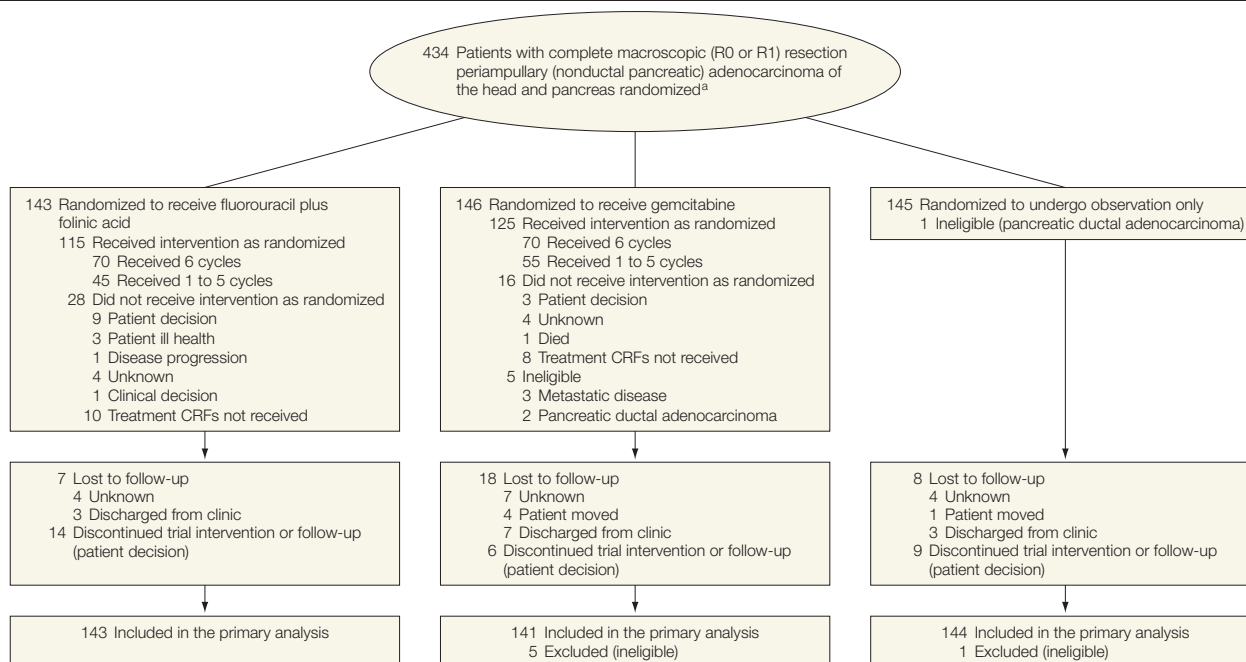 434 Patients with complete macroscopic (R0 or R1) resection
periampullary (nonductal pancreatic) adenocarcinoma of
the head and pancreas randomizedᵃ
143 Randomized to receive fluorouracil plus
folinic acid
115 Received intervention as randomized
70 Received 6 cycles
45 Received 1 to 5 cycles
28 Did not receive intervention as randomized
9 Patient decision
3 Patient ill health
1 Disease progression
4 Unknown
1 Clinical decision
10 Treatment CRFs not received
146 Randomized to receive gemcitabine
125 Received intervention as randomized
70 Received 6 cycles
55 Received 1 to 5 cycles
16 Did not receive intervention as randomized
3 Patient decision
4 Unknown
1 Died
8 Treatment CRFs not received
5 Ineligible
3 Metastatic disease
2 Pancreatic ductal adenocarcinoma
145 Randomized to undergo observation only
1 Ineligible (pancreatic ductal adenocarcinoma)
7 Lost to follow-up
4 Unknown
3 Discharged from clinic
14 Discontinued trial intervention or follow-up
(patient decision)
18 Lost to follow-up
7 Unknown
4 Patient moved
7 Discharged from clinic
6 Discontinued trial intervention or follow-up
(patient decision)
8 Lost to follow-up
4 Unknown
1 Patient moved
3 Discharged from clinic
9 Discontinued trial intervention or follow-up
(patient decision)
143 Included in the primary analysis
141 Included in the primary analysis
5 Excluded (ineligible)
144 Included in the primary analysis
1 Excluded (ineligible)